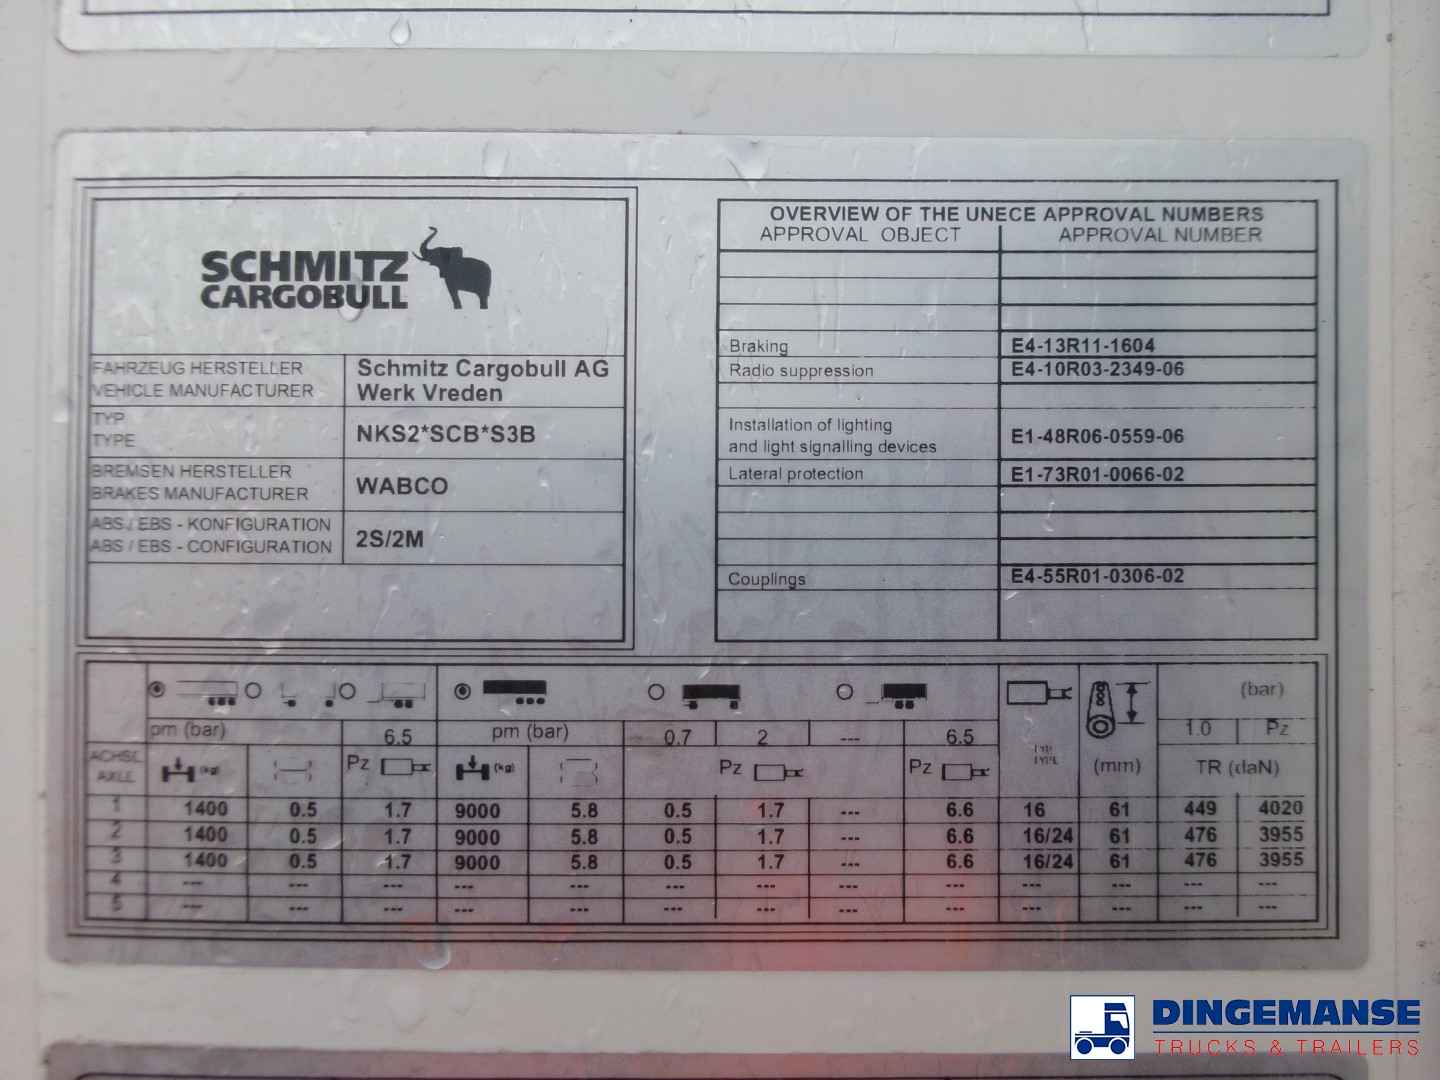 SCHMITZ
CARGOBULL
FAHRZEUG HERSTELLER
VEHICLE MANUFACTURER
Schmitz Cargobull AG
Werk Vreden
TYP
TYPE
NKS2*SCB*S3B
BREMSEN HERSTELLER
BRAKES MANUFACTURER
WABCO
ABS / EBS - KONFIGURATION
ABS / EBS - CONFIGURATION
2S/2M
OVERVIEW OF THE UNECE APPROVAL NUMBERS
APPROVAL OBJECT APPROVAL NUMBER
Braking E4-13R11-1604
Radio suppression E4-10R03-2349-06
Installation of lighting
and light signalling devices E1-48R06-0559-06
Lateral protection E1-73R01-0066-02
Couplings E4-55R01-0306-02
(bar)
pm (bar) 6.5 pm (bar) 0.7 2 --- 6.5 1.0 Pz
ACHSE
AXLE (kg) Pz (kg) Pz Pz TYP
TYPE (mm) TR (daN)
1 1400 0.5 1.7 9000 5.8 0.5 1.7 --- 6.6 16 61 449 4020
2 1400 0.5 1.7 9000 5.8 0.5 1.7 --- 6.6 16/24 61 476 3955
3 1400 0.5 1.7 9000 5.8 0.5 1.7 --- 6.6 16/24 61 476 3955
4 --- --- --- --- --- --- --- --- --- --- --- --- ---
5 --- --- --- --- --- --- --- --- --- --- --- --- ---
DINGEMANSE
TRUCKS & TRAILERS